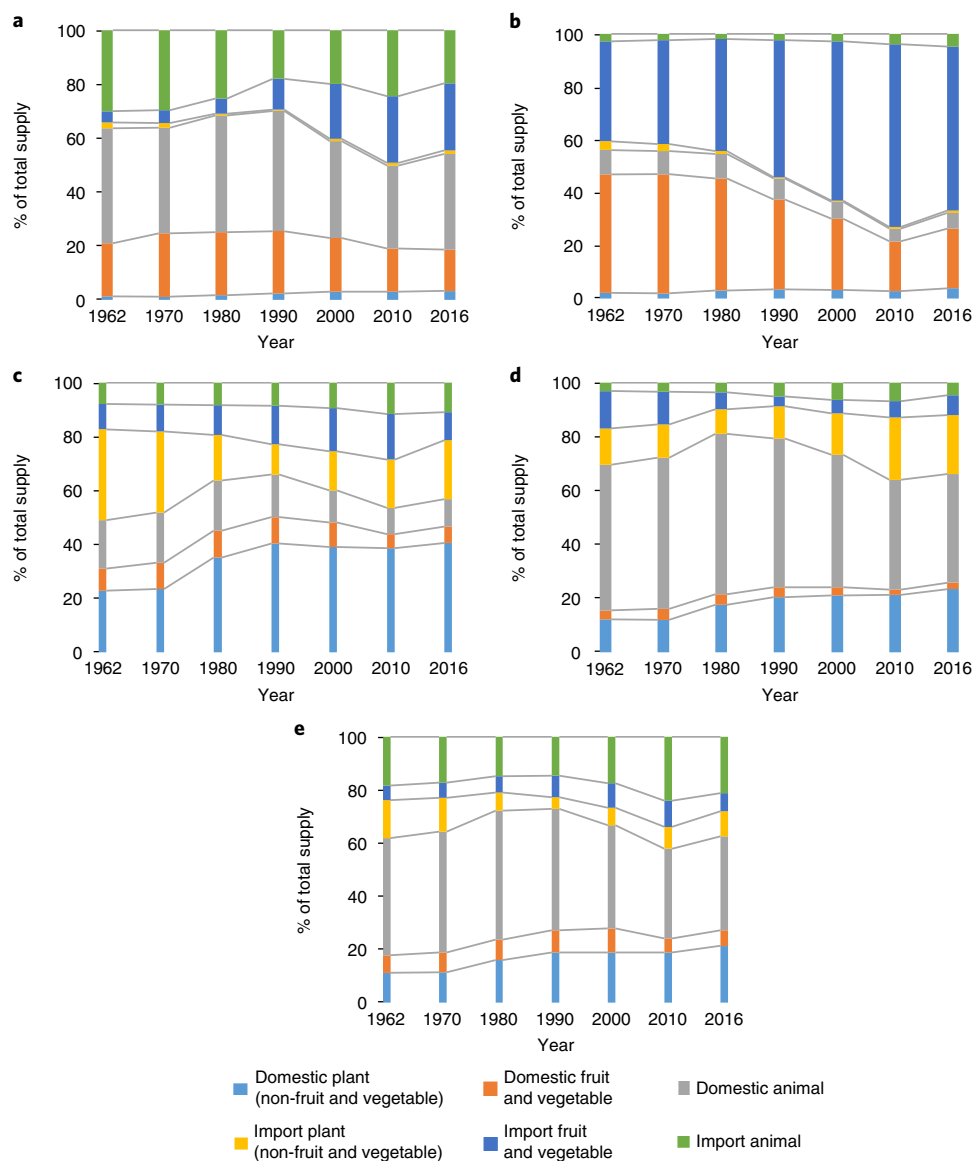 a
100
80
60
40
20
0
% of total supply
1962 1970 1980 1990 2000 2010 2016
Year
b
100
80
60
40
20
0
% of total supply
1962 1970 1980 1990 2000 2010 2016
Year
c
100
80
60
40
20
0
% of total supply
1962 1970 1980 1990 2000 2010 2016
Year
d
100
80
60
40
20
0
% of total supply
1962 1970 1980 1990 2000 2010 2016
Year
e
100
80
60
40
20
0
% of total supply
1962 1970 1980 1990 2000 2010 2016
Year
Domestic plant
(non-fruit and vegetable)
Domestic fruit
and vegetable
Domestic animal
Import plant
(non-fruit and vegetable)
Import fruit
and vegetable
Import animal